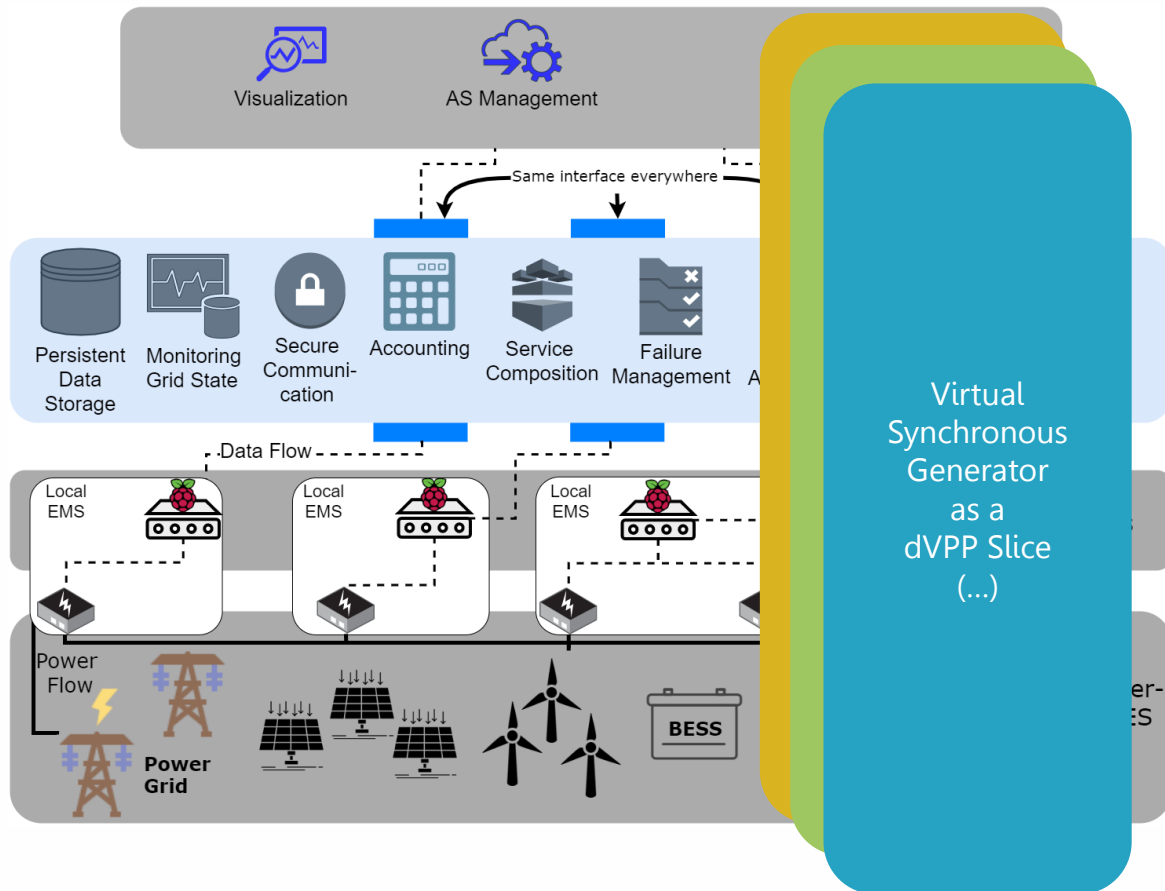 Visualization
AS Management
Same interface everywhere
Persistent
Data
Storage
Monitoring
Grid State
Secure
Communi-
cation
Accounting
Service
Composition
Failure
Management
A
Data Flow
Local
EMS
Local
EMS
Local
EMS
Power
Flow
Power
Grid
BESS
er-
ES
Virtual
Synchronous
Generator
as a
dVPP Slice
(...)